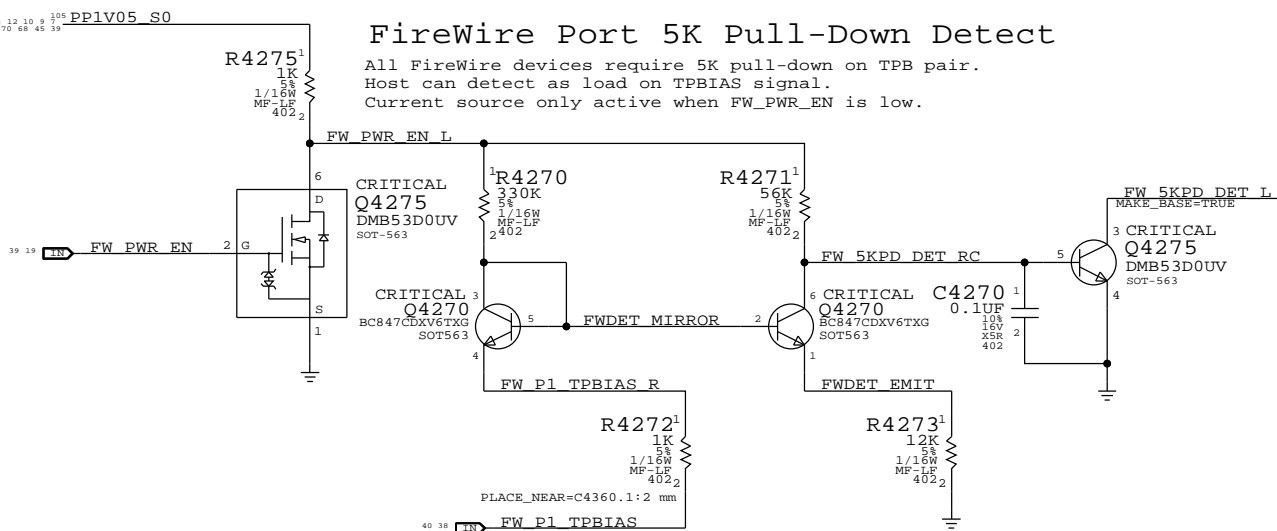 12 10 9 7 105 PP1V05_S0
70 68 45 39
FireWire Port 5K Pull-Down Detect
All FireWire devices require 5K pull-down on TPB pair.
Host can detect as load on TPBIAS signal.
Current source only active when FW_PWR_EN is low.
R4275 1
1K
5%
1/16W
MF-LF
402 2
FW_PWR_EN_L
6
D
CRITICAL
Q4275
DMB53D0UV
SOT-563
39 19 IN FW_PWR_EN 2 G
S
1
1 R4270
330K
5%
1/16W
MF-LF
2 402
R4271 1
56K
5%
1/16W
MF-LF
402 2
FW_5KPD_DET_L
MAKE_BASE=TRUE
3 CRITICAL
Q4275
DMB53D0UV
SOT-563
FW_5KPD_DET_RC 5
4
CRITICAL 3
Q4270
BC847CDXV6TXG
SOT563
5 FWDET_MIRROR 2
4
6 CRITICAL
Q4270
BC847CDXV6TXG
SOT563
1
C4270 1
0.1UF
10%
16V
X5R
402
2
FW_P1_TPBIAS_R
FWDET_EMIT
R4272 1
1K
5%
1/16W
MF-LF
402 2
R4273 1
12K
5%
1/16W
MF-LF
402 2
PLACE_NEAR=C4360.1:2 mm
40 38 IN FW_P1_TPBIAS